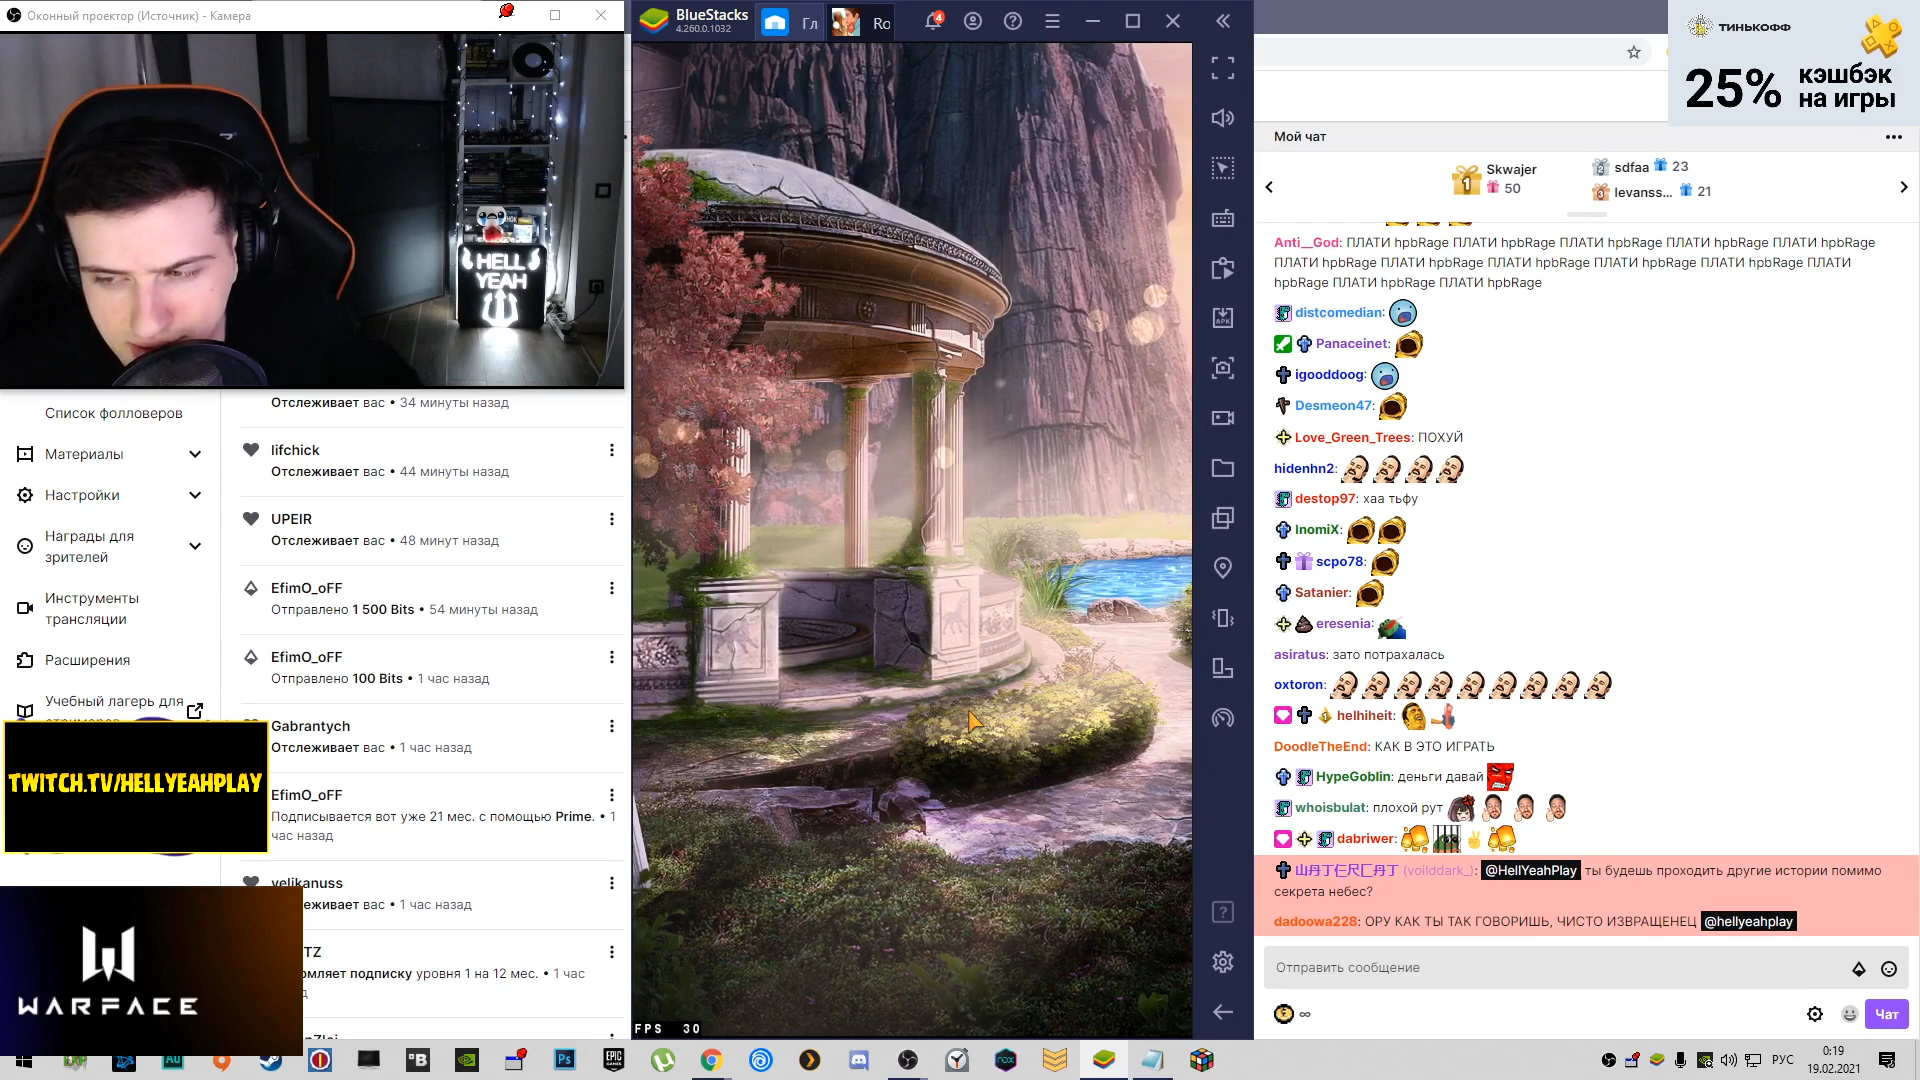 Оконный проектор (Источник) - Камера
HELL
YEAH
BlueStacks
4.260.0.1032
Гл
Ro
4
ТИНЬКОФФ
25% кэшбэк
на игры
Мой чат
Skwajer
50
sdfaa 23
levanss... 21
Anti__God: ПЛАТИ hpbRage ПЛАТИ hpbRage ПЛАТИ hpbRage ПЛАТИ hpbRage ПЛАТИ hpbRage
ПЛАТИ hpbRage ПЛАТИ hpbRage ПЛАТИ hpbRage ПЛАТИ hpbRage ПЛАТИ hpbRage ПЛАТИ
hpbRage ПЛАТИ hpbRage ПЛАТИ hpbRage
distcomedian:
Panaceinet:
igooddoog:
Desmeon47:
Love_Green_Trees: ПОХУЙ
hidenhn2:
destop97: хаа тьфу
InomiX:
scpo78:
Satanier:
eresenia:
asiratus: зато потрахалась
oxtoron:
helhiheit:
DoodleTheEnd: КАК В ЭТО ИГРАТЬ
HypeGoblin: деньги давай
whoisbulat: плохой рут
dabriwer:
(voilddark_): @HellYeahPlay ты будешь проходить другие истории помимо
секрета небес?
dadoowa228: ОРУ КАК ТЫ ТАК ГОВОРИШЬ, ЧИСТО ИЗВРАЩЕНЕЦ @hellyeahplay
Отправить сообщение
∞
Чат
Список фолловеров
Материалы
Настройки
Награды для
зрителей
Инструменты
трансляции
Расширения
Учебный лагерь для
TWITCH.TV/HELLYEAHPLAY
WARFACE
Отслеживает вас • 34 минуты назад
lifchick
Отслеживает вас • 44 минуты назад
UPEIR
Отслеживает вас • 48 минут назад
EfimO_oFF
Отправлено 1 500 Bits • 54 минуты назад
EfimO_oFF
Отправлено 100 Bits • 1 час назад
Gabrantych
Отслеживает вас • 1 час назад
EfimO_oFF
Подписывается вот уже 21 мес. с помощью Prime. • 1
час назад
velikanuss
еживает вас • 1 час назад
TZ
омляет подписку уровня 1 на 12 мес. • 1 час
FPS 30
РУС
0:19
19.02.2021